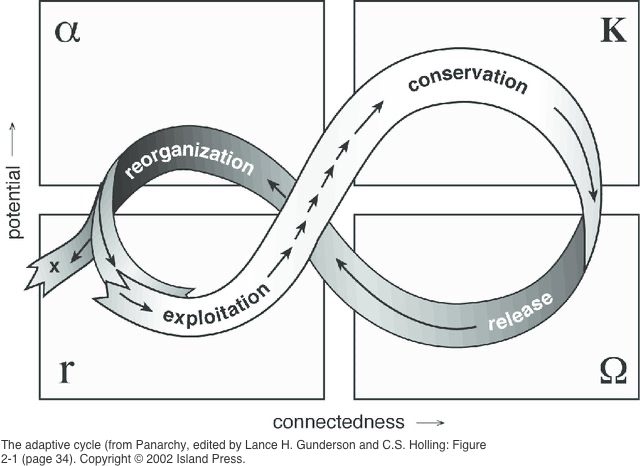 α
K
conservation
reorganization
potential
x
exploitation
release
r
Ω
connectedness
The adaptive cycle (from Panarchy, edited by Lance H. Gunderson and C.S. Holling: Figure
2-1 (page 34). Copyright © 2002 Island Press.